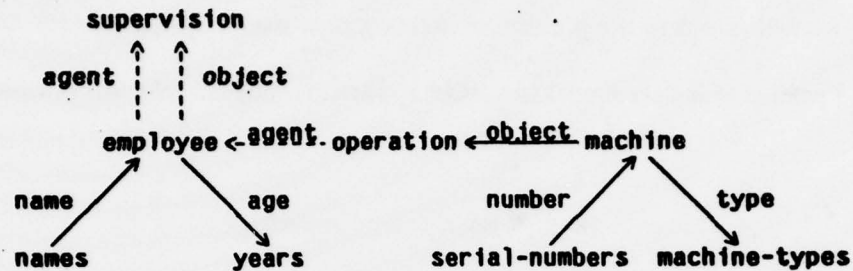 supervision
agent object
employee agent operation object machine
name age number type
names years serial-numbers machine-types